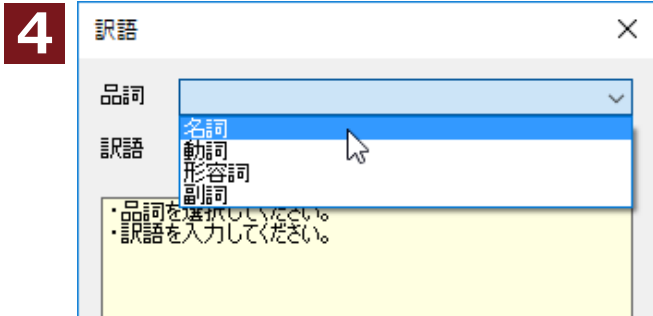 4
訳語
品詞
名詞
動詞
訳語
形容詞
副詞
・品詞を選択してください。
・訳語を入力してください。